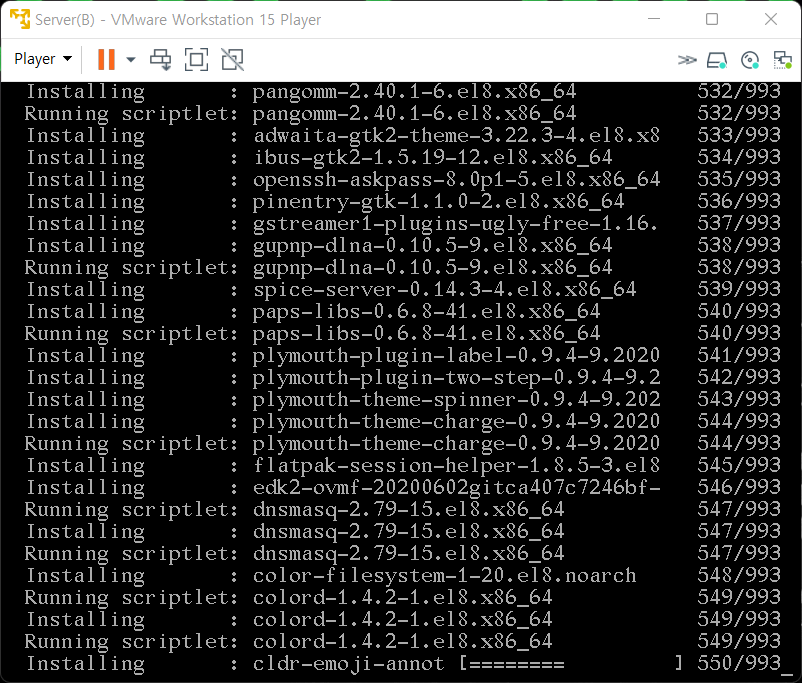 Server(B) - VMware Workstation 15 Player
Player
Installing : pangomm-2.40.1-6.el8.x86_64 532/993
Running scriptlet: pangomm-2.40.1-6.el8.x86_64 532/993
Installing : adwaita-gtk2-theme-3.22.3-4.el8.x8 533/993
Installing : ibus-gtk2-1.5.19-12.el8.x86_64 534/993
Installing : openssh-askpass-8.0p1-5.el8.x86_64 535/993
Installing : pinentry-gtk-1.1.0-2.el8.x86_64 536/993
Installing : gstreamer1-plugins-ugly-free-1.16. 537/993
Installing : gupnp-dlna-0.10.5-9.el8.x86_64 538/993
Running scriptlet: gupnp-dlna-0.10.5-9.el8.x86_64 538/993
Installing : spice-server-0.14.3-4.el8.x86_64 539/993
Installing : paps-libs-0.6.8-41.el8.x86_64 540/993
Running scriptlet: paps-libs-0.6.8-41.el8.x86_64 540/993
Installing : plymouth-plugin-label-0.9.4-9.2020 541/993
Installing : plymouth-plugin-two-step-0.9.4-9.2 542/993
Installing : plymouth-theme-spinner-0.9.4-9.202 543/993
Installing : plymouth-theme-charge-0.9.4-9.2020 544/993
Running scriptlet: plymouth-theme-charge-0.9.4-9.2020 544/993
Installing : flatpak-session-helper-1.8.5-3.el8 545/993
Installing : edk2-ovmf-20200602gitca407c7246bf- 546/993
Running scriptlet: dnsmasq-2.79-15.el8.x86_64 547/993
Installing : dnsmasq-2.79-15.el8.x86_64 547/993
Running scriptlet: dnsmasq-2.79-15.el8.x86_64 547/993
Installing : color-filesystem-1-20.el8.noarch 548/993
Running scriptlet: colord-1.4.2-1.el8.x86_64 549/993
Installing : colord-1.4.2-1.el8.x86_64 549/993
Running scriptlet: colord-1.4.2-1.el8.x86_64 549/993
Installing : cldr-emoji-annot [======== ] 550/993_